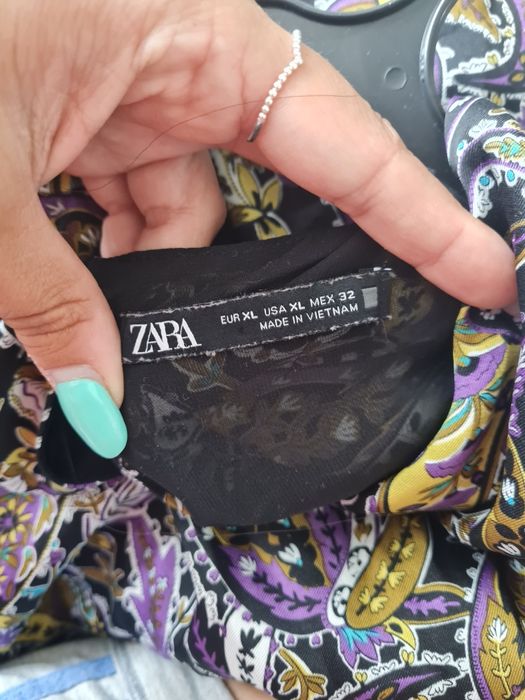 ZARA
EUR XL USA XL MEX 32
MADE IN VIETNAM